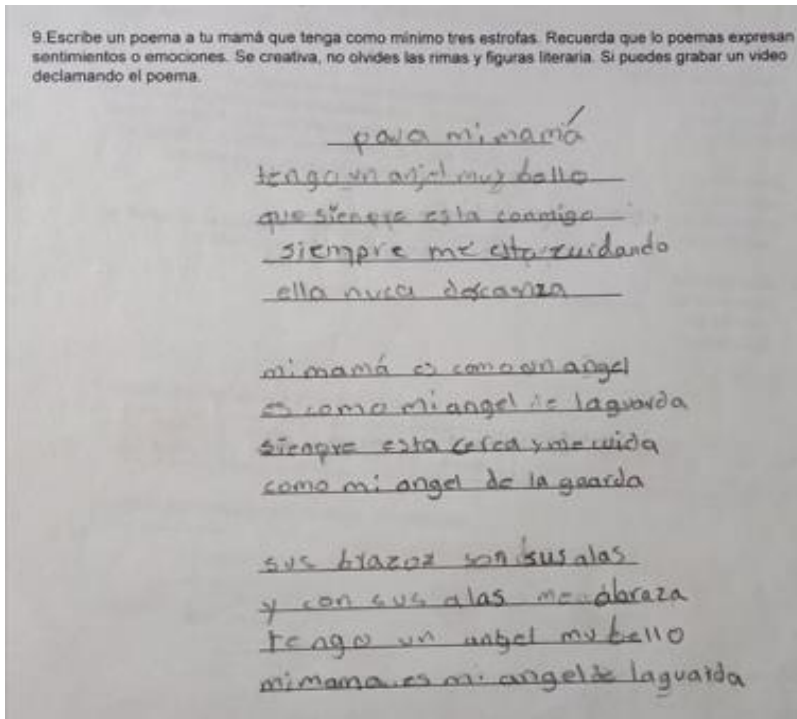 9.Escribe un poema a tu mamá que tenga como mínimo tres estrofas. Recuerda que lo poemas expresan
sentimientos o emociones. Se creativa, no olvides las rimas y figuras literaria. Si puedes grabar un video
declamando el poema.
para mi mamá
tengo un anjel muy bello
que sienpre esta conmigo
siempre me esta cuidando
ella nuca descanza
mi mamá es como un angel
es como mi angel de la guarda
sienpre esta cerca y me cuida
como mi angel de la guarda
sus brazoz son sus alas
y con sus alas me abraza
tengo un angel mu bello
mi mama es mi angel de la guarda